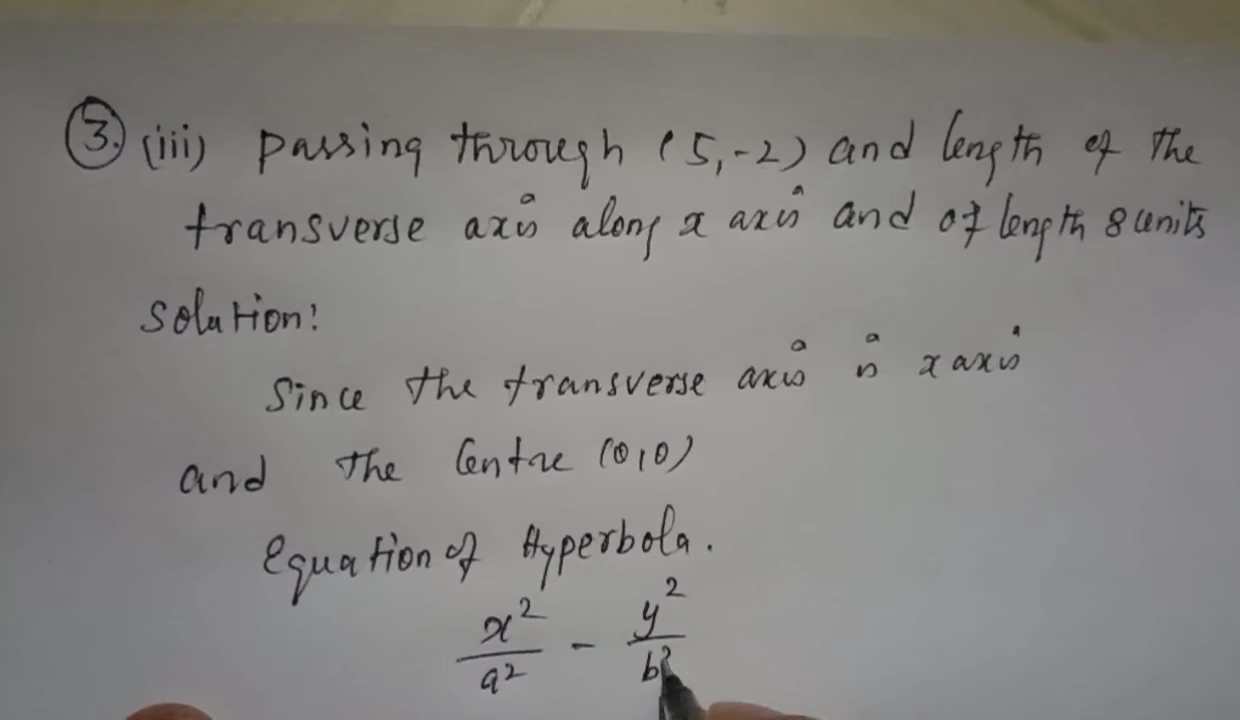 3. (iii) passing through (5,-2) and length of the
transverse axis along x axis and of length 8 units
solution:
Since the transverse axis is x axis
and the Centre (0,0)
Equation of Hyperbola.
x²/a² - y²/b²